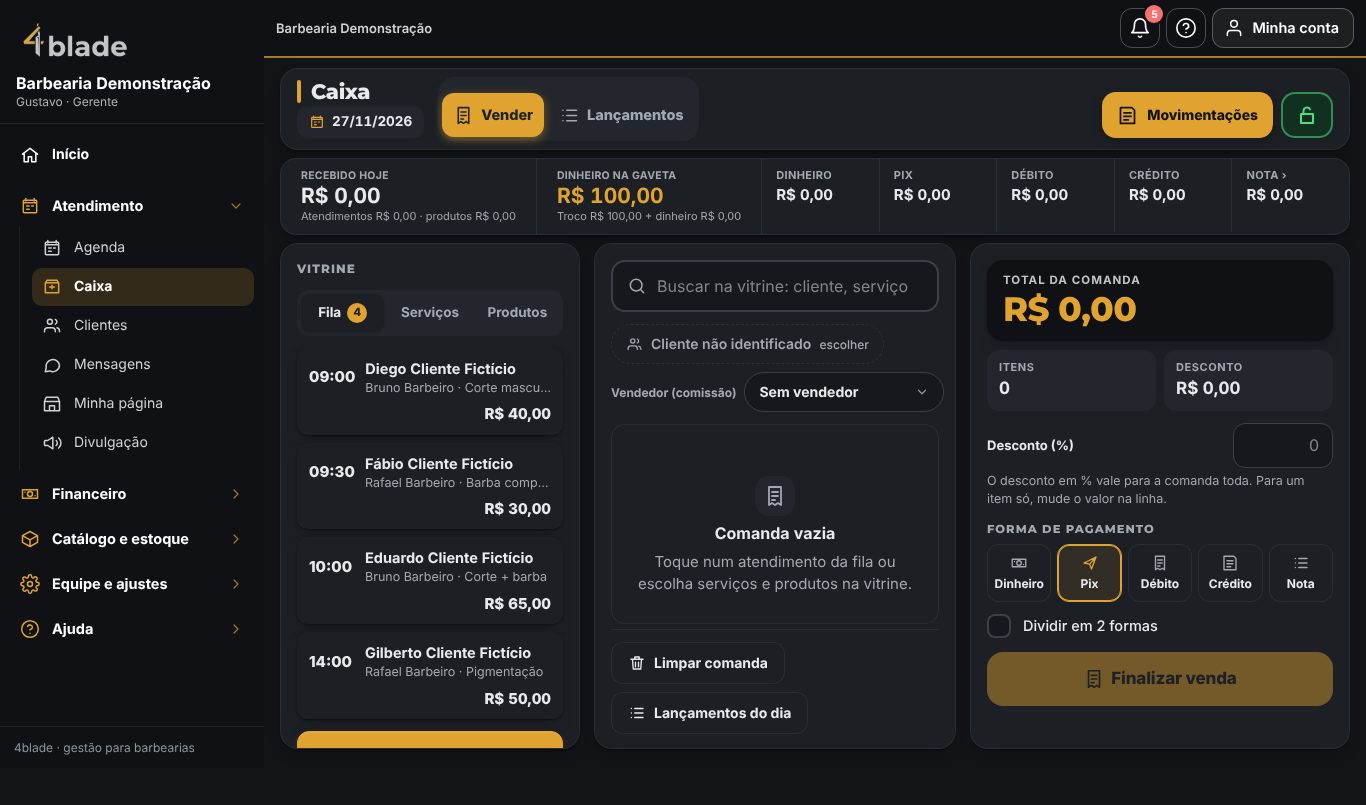 4blade
Barbearia Demonstração
Gustavo · Gerente
Início
Atendimento
Agenda
Caixa
Clientes
Mensagens
Minha página
Divulgação
Financeiro
Catálogo e estoque
Equipe e ajustes
Ajuda
4blade · gestão para barbearias
Barbearia Demonstração
5
Minha conta
Caixa
27/11/2026
Vender
Lançamentos
Movimentações
RECEBIDO HOJE
R$ 0,00
Atendimentos R$ 0,00 · produtos R$ 0,00
DINHEIRO NA GAVETA
R$ 100,00
Troco R$ 100,00 + dinheiro R$ 0,00
DINHEIRO
R$ 0,00
PIX
R$ 0,00
DÉBITO
R$ 0,00
CRÉDITO
R$ 0,00
NOTA ›
R$ 0,00
VITRINE
Fila 4
Serviços
Produtos
09:00
Diego Cliente Fictício
Bruno Barbeiro · Corte mascu...
R$ 40,00
09:30
Fábio Cliente Fictício
Rafael Barbeiro · Barba comp...
R$ 30,00
10:00
Eduardo Cliente Fictício
Bruno Barbeiro · Corte + barba
R$ 65,00
14:00
Gilberto Cliente Fictício
Rafael Barbeiro · Pigmentação
R$ 50,00
Buscar na vitrine: cliente, serviço
Cliente não identificado escolher
Vendedor (comissão)
Sem vendedor
Comanda vazia
Toque num atendimento da fila ou
escolha serviços e produtos na vitrine.
Limpar comanda
Lançamentos do dia
TOTAL DA COMANDA
R$ 0,00
ITENS
0
DESCONTO
R$ 0,00
Desconto (%)
0
O desconto em % vale para a comanda toda. Para um
item só, mude o valor na linha.
FORMA DE PAGAMENTO
Dinheiro
Pix
Débito
Crédito
Nota
Dividir em 2 formas
Finalizar venda